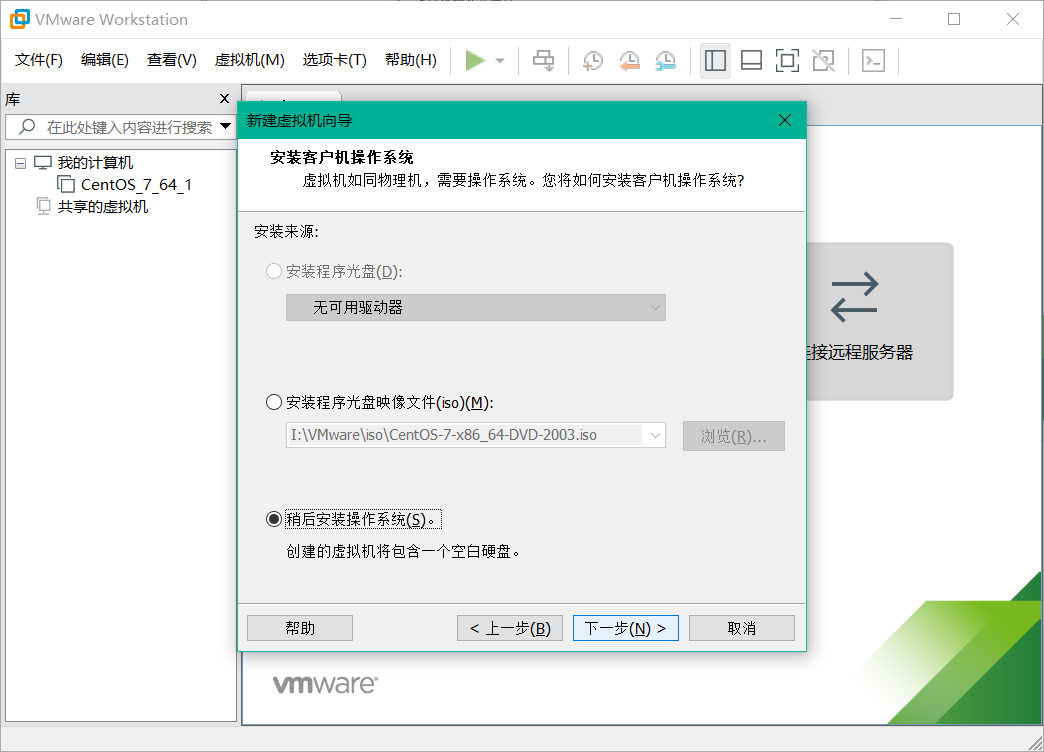 VMware Workstation
文件(F) 编辑(E) 查看(V) 虚拟机(M) 选项卡(T) 帮助(H)
库
在此处键入内容进行搜索
我的计算机
CentOS_7_64_1
共享的虚拟机
新建虚拟机向导
安装客户机操作系统
虚拟机如同物理机，需要操作系统。您将如何安装客户机操作系统?
安装来源:
安装程序光盘(D):
无可用驱动器
安装程序光盘映像文件(iso)(M):
I:\VMware\iso\CentOS-7-x86_64-DVD-2003.iso
浏览(R)...
稍后安装操作系统(S)。
创建的虚拟机将包含一个空白硬盘。
帮助 < 上一步(B) 下一步(N) > 取消
接远程服务器
vmware